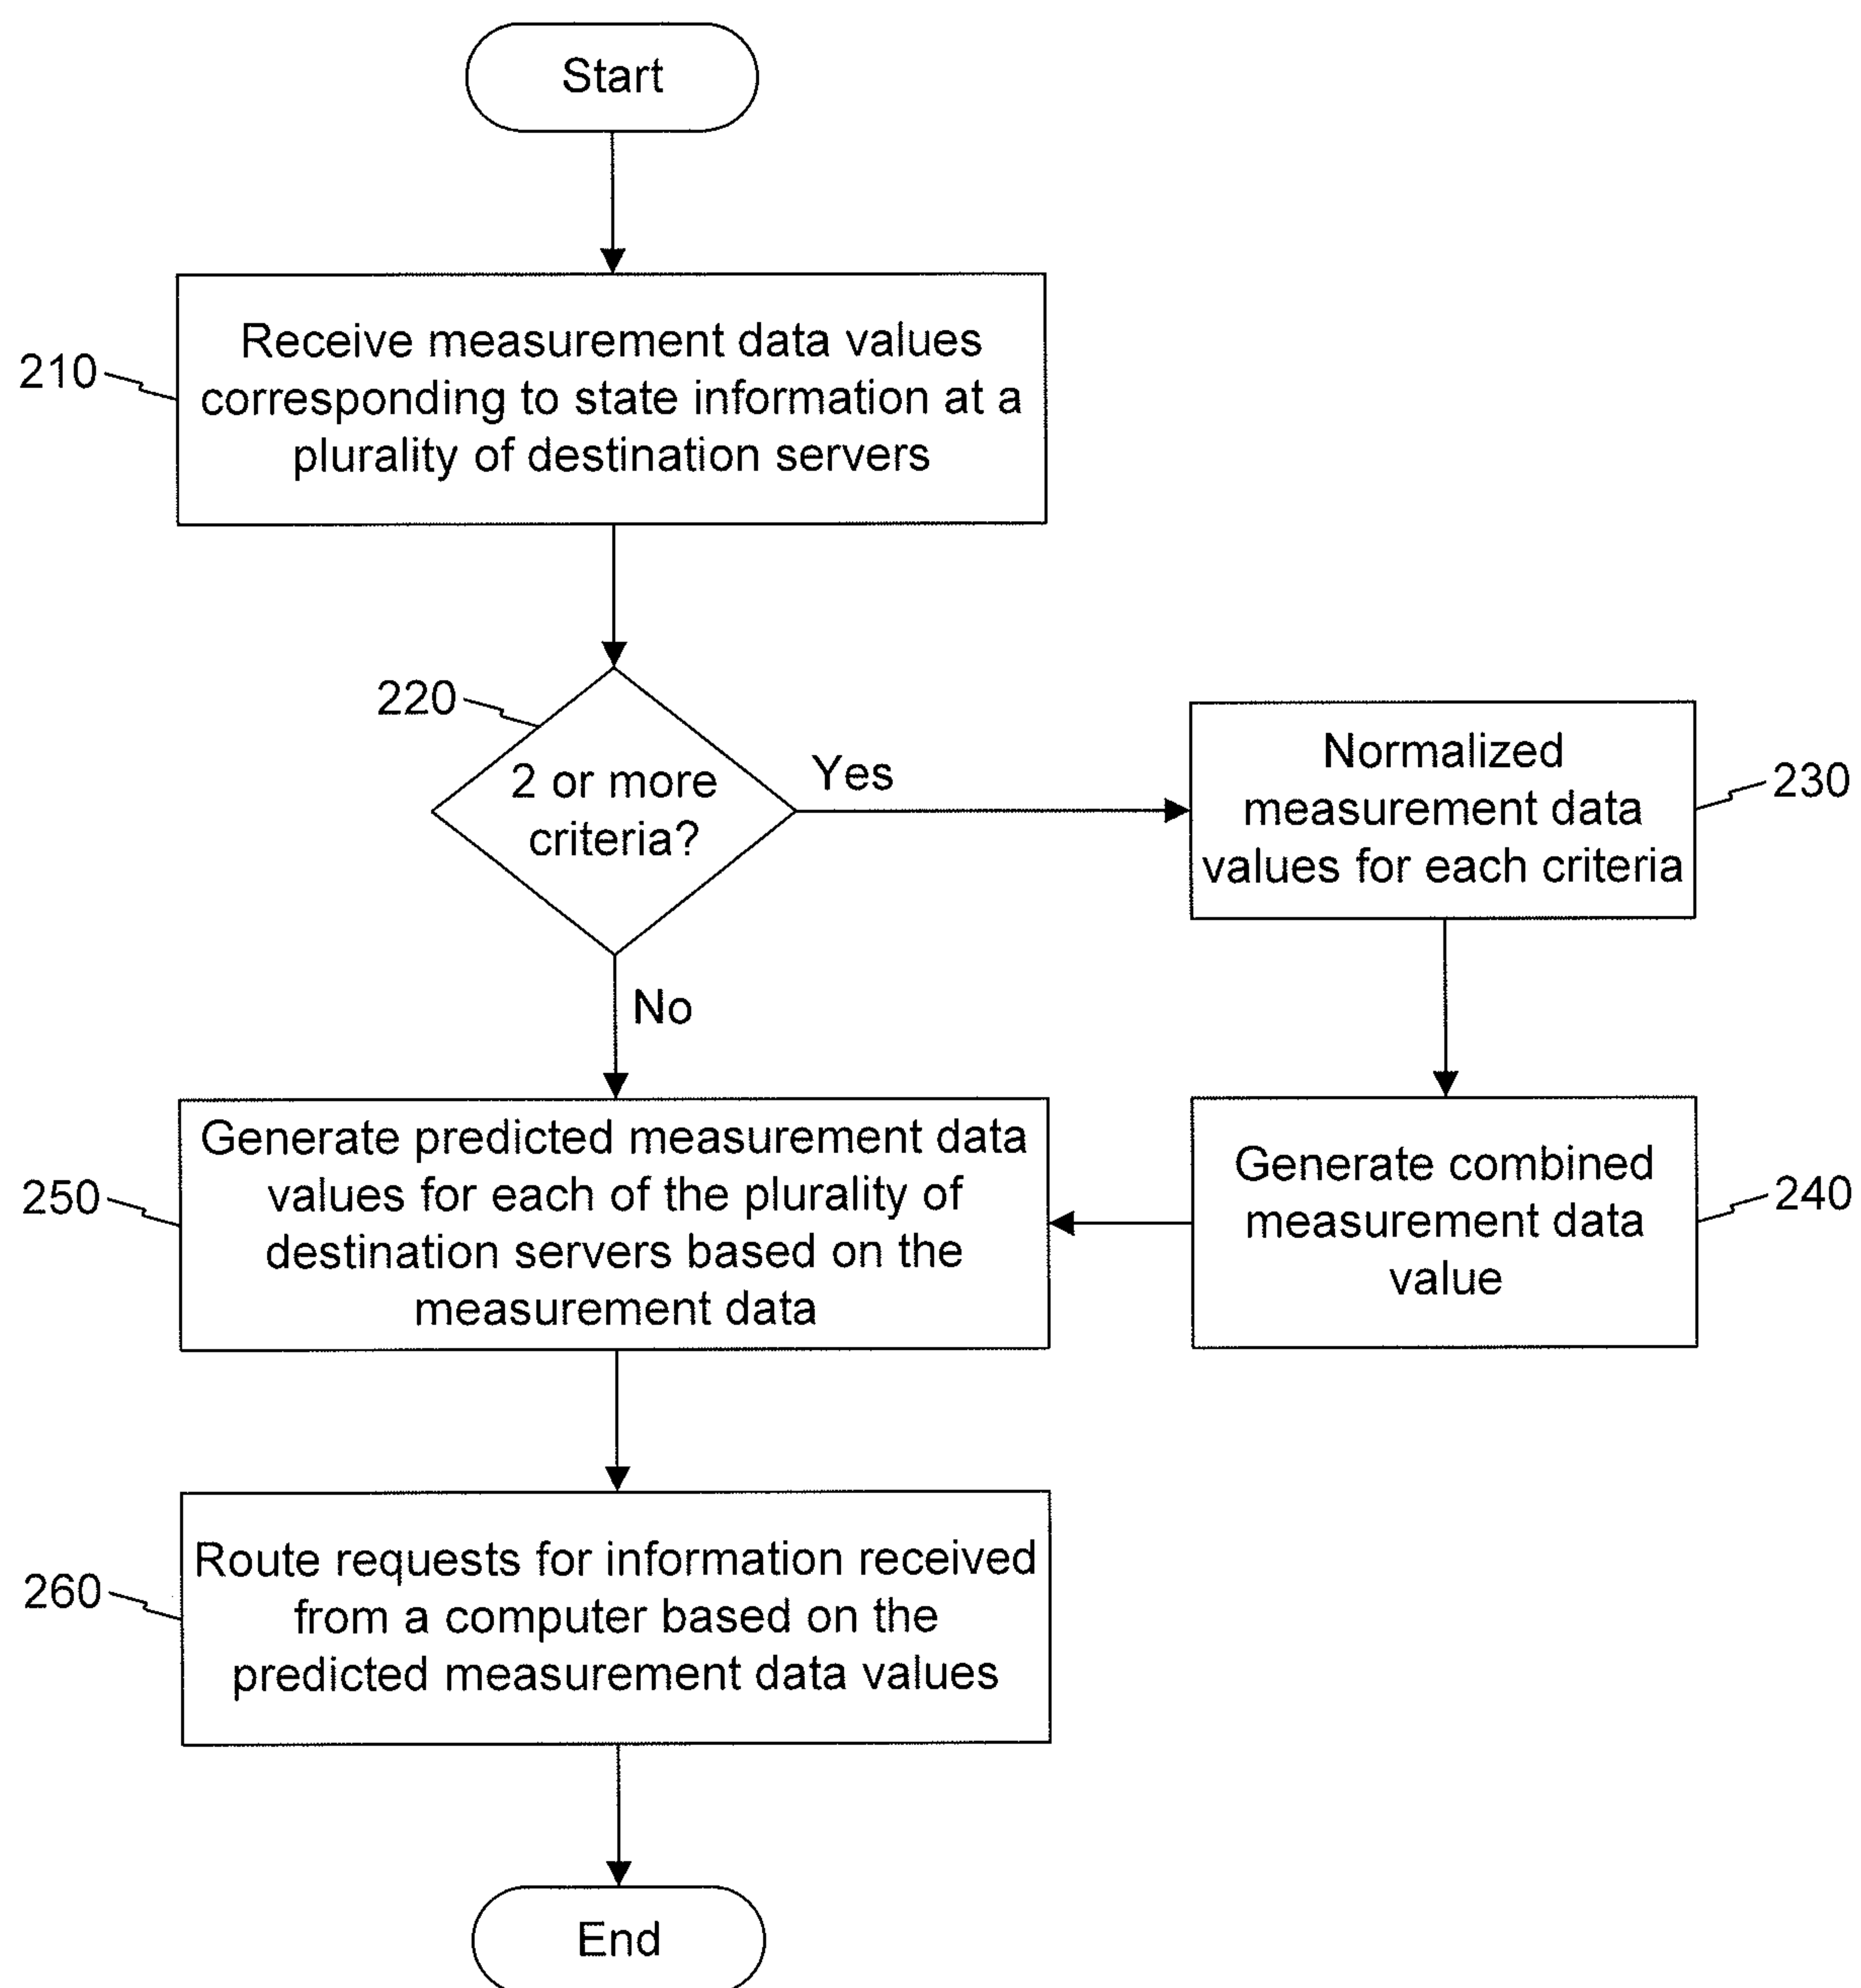 Start
210
Receive measurement data values
corresponding to state information at a
plurality of destination servers
220
2 or more
criteria?
Yes
Normalized
measurement data
values for each criteria
230
No
250
Generate predicted measurement data
values for each of the plurality of
destination servers based on the
measurement data
Generate combined
measurement data
value
240
260
Route requests for information received
from a computer based on the
predicted measurement data values
End